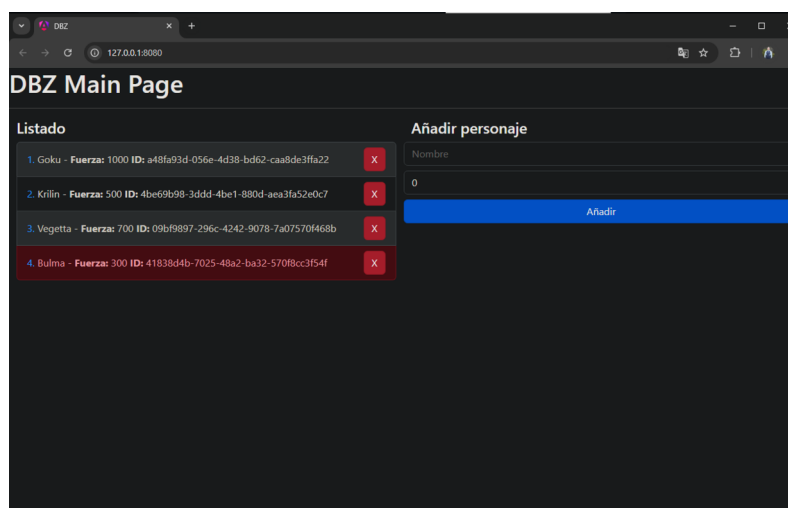 DBZ
127.0.0.1:8080
DBZ Main Page
Listado
1. Goku - Fuerza: 1000 ID: a48fa93d-056e-4d38-bd62-caa8de3ffa22 X
2. Krilin - Fuerza: 500 ID: 4be69b98-3ddd-4be1-880d-aea3fa52e0c7 X
3. Vegetta - Fuerza: 700 ID: 09bf9897-296c-4242-9078-7a07570f468b X
4. Bulma - Fuerza: 300 ID: 41838d4b-7025-48a2-ba32-570f8cc3f54f X
Añadir personaje
Nombre
0
Añadir